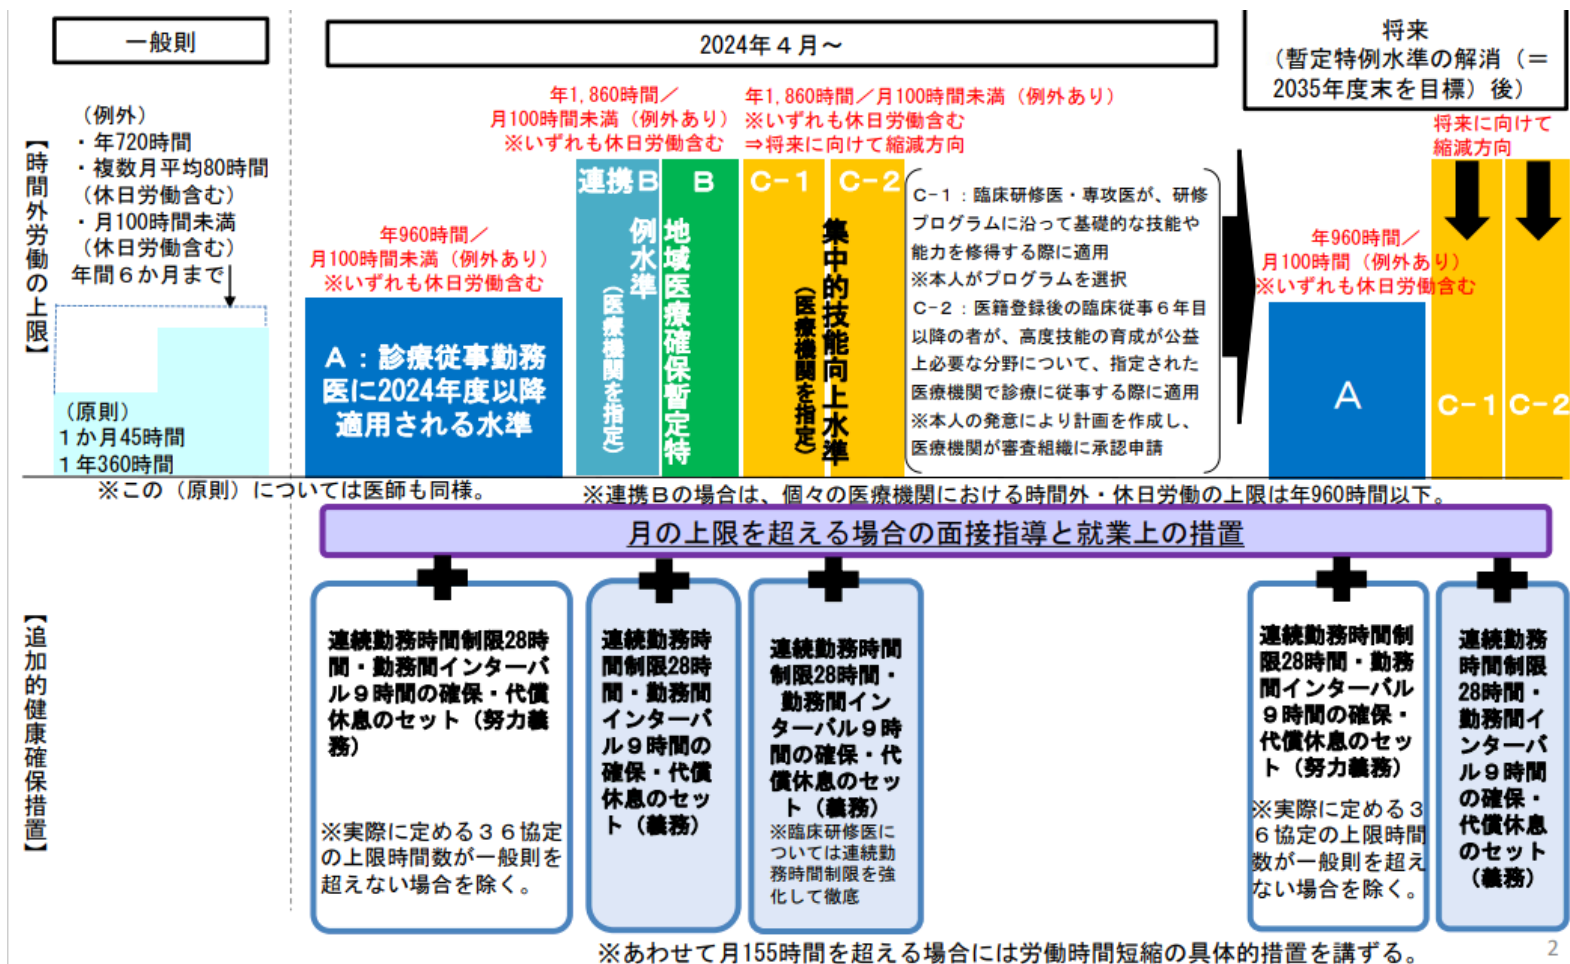 一般則
2024年４月～
将来
（暫定特例水準の解消（＝
2035年度末を目標）後）
【時間外労働の上限】
（例外）
・年720時間
・複数月平均80時間
（休日労働含む）
・月100時間未満
（休日労働含む）
年間６か月まで
（原則）
１か月45時間
１年360時間
※この（原則）については医師も同様。
年960時間／
月100時間未満（例外あり）
※いずれも休日労働含む
Ａ：診療従事勤務
医に2024年度以降
適用される水準
年1,860時間／
月100時間未満（例外あり）
※いずれも休日労働含む
連携Ｂ
Ｂ
地域医療確保暫定特
例水準
（医療機関を指定）
年1,860時間／月100時間未満（例外あり）
※いずれも休日労働含む
⇒将来に向けて縮減方向
Ｃ－１
Ｃ－２
集中的技能向上水準
（医療機関を指定）
Ｃ－１：臨床研修医・専攻医が、研修
プログラムに沿って基礎的な技能や
能力を修得する際に適用
※本人がプログラムを選択
Ｃ－２：医籍登録後の臨床従事６年目
以降の者が、高度技能の育成が公益
上必要な分野について、指定された
医療機関で診療に従事する際に適用
※本人の発意により計画を作成し、
医療機関が審査組織に承認申請
将来に向けて
縮減方向
年960時間／
月100時間（例外あり）
※いずれも休日労働含む
Ａ
Ｃ－１
Ｃ－２
※連携Ｂの場合は、個々の医療機関における時間外・休日労働の上限は年960時間以下。
月の上限を超える場合の面接指導と就業上の措置
【追加的健康確保措置】
連続勤務時間制限28時
間・勤務間インターバ
ル９時間の確保・代償
休息のセット（努力義
務）
※実際に定める３６協定
の上限時間数が一般則を
超えない場合を除く。
連続勤務時
間制限28時
間・勤務間
インターバ
ル９時間の
確保・代償
休息のセッ
ト（義務）
連続勤務時間
制限28時間・
勤務間イン
ターバル９時
間の確保・代
償休息のセッ
ト（義務）
※臨床研修医に
ついては連続勤
務時間制限を強
化して徹底
連続勤務時間制
限28時間・勤務
間インターバル
９時間の確保・
代償休息のセッ
ト（努力義務）
※実際に定める３
６協定の上限時間
数が一般則を超え
ない場合を除く。
連続勤務
時間制限
28時間・
勤務間イ
ンターバ
ル９時間
の確保・
代償休息
のセット
（義務）
※あわせて月155時間を超える場合には労働時間短縮の具体的措置を講ずる。
2